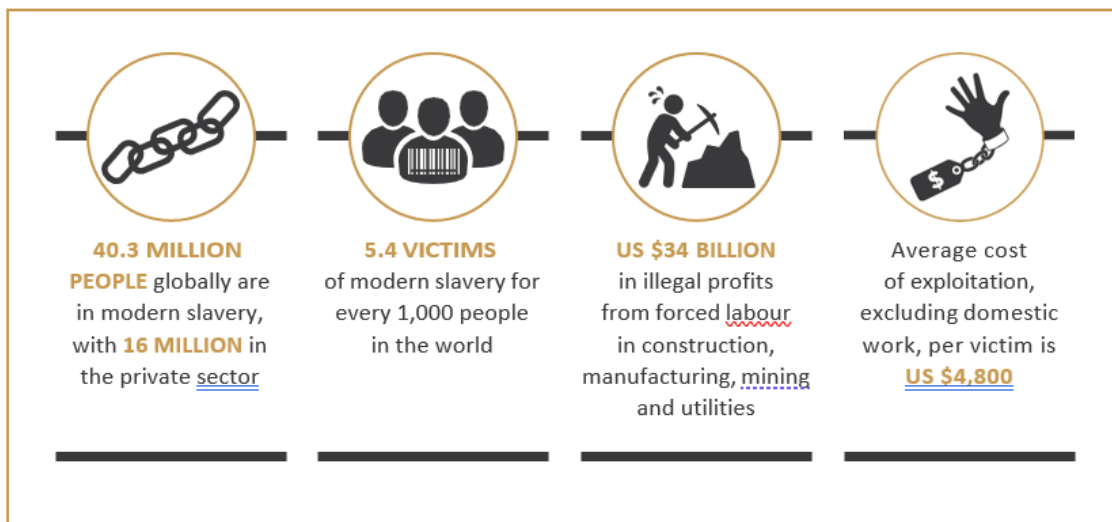 40.3 MILLION
PEOPLE globally are
in modern slavery,
with 16 MILLION in
the private sector
5.4 VICTIMS
of modern slavery for
every 1,000 people
in the world
US $34 BILLION
in illegal profits
from forced labour
in construction,
manufacturing, mining
and utilities
$
Average cost
of exploitation,
excluding domestic
work, per victim is
US $4,800